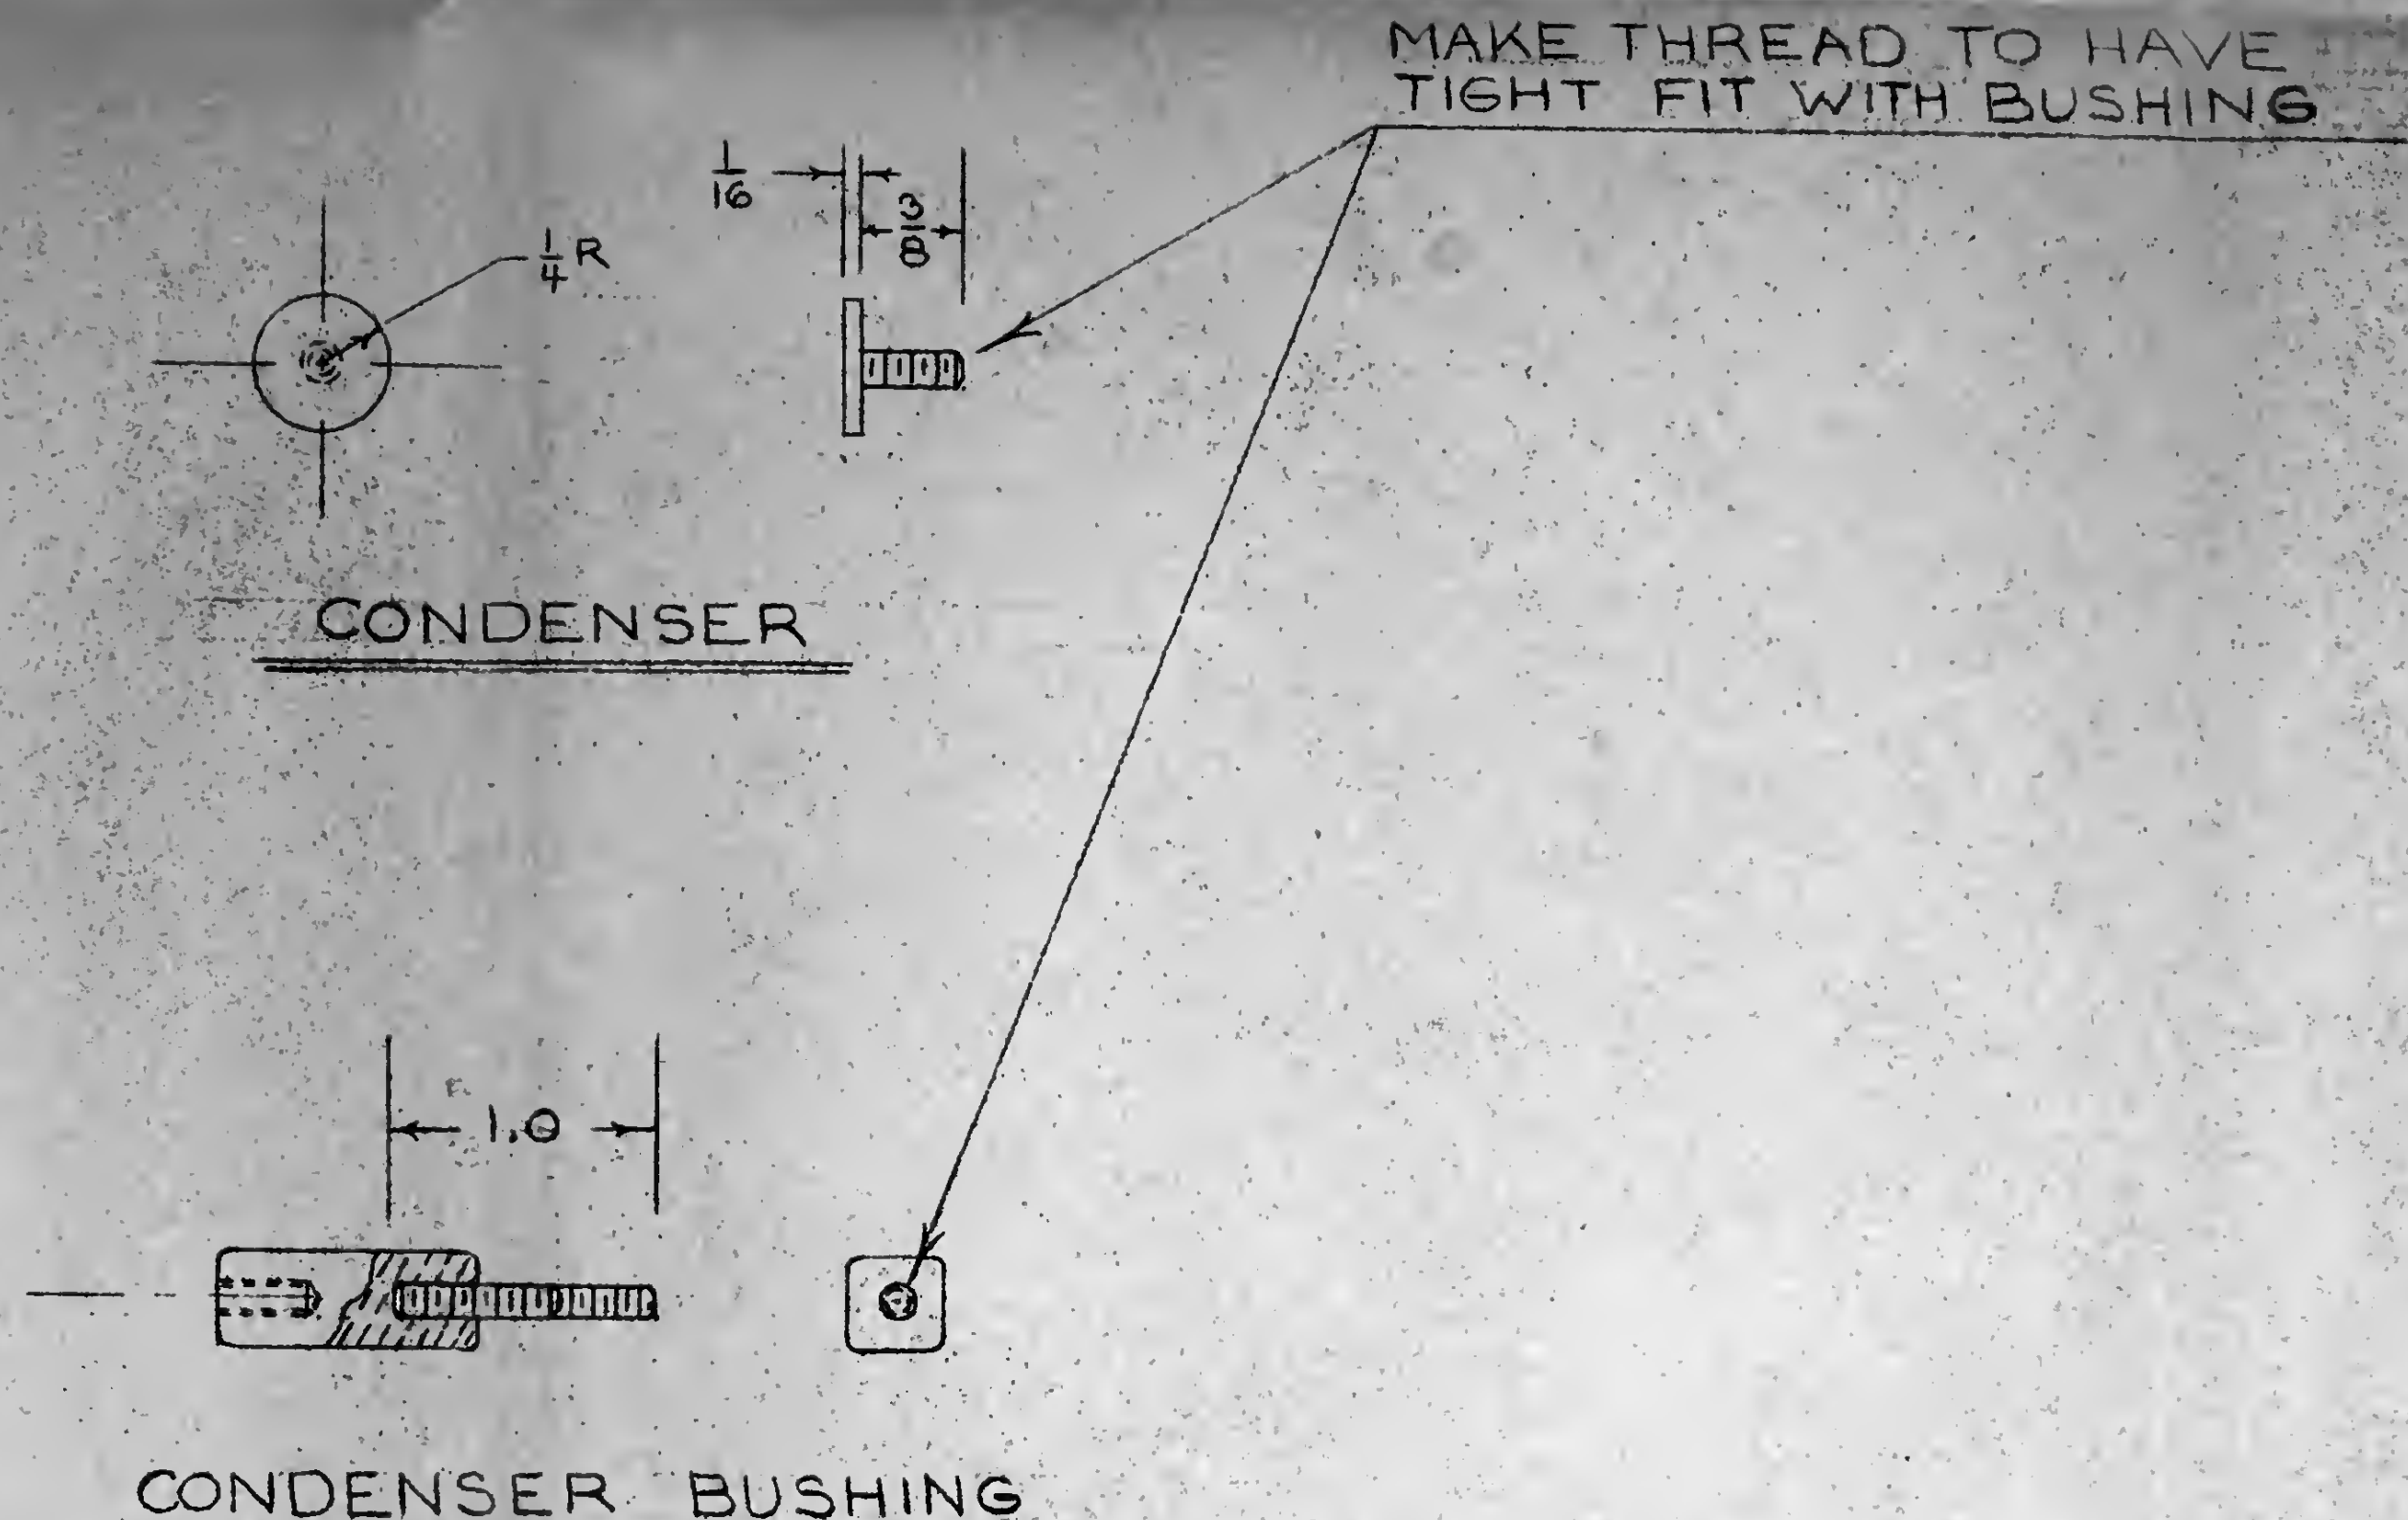 MAKE THREAD TO HAVE
TIGHT FIT WITH BUSHING
1/16
3/8
1/4 R
CONDENSER
1.0
CONDENSER BUSHING